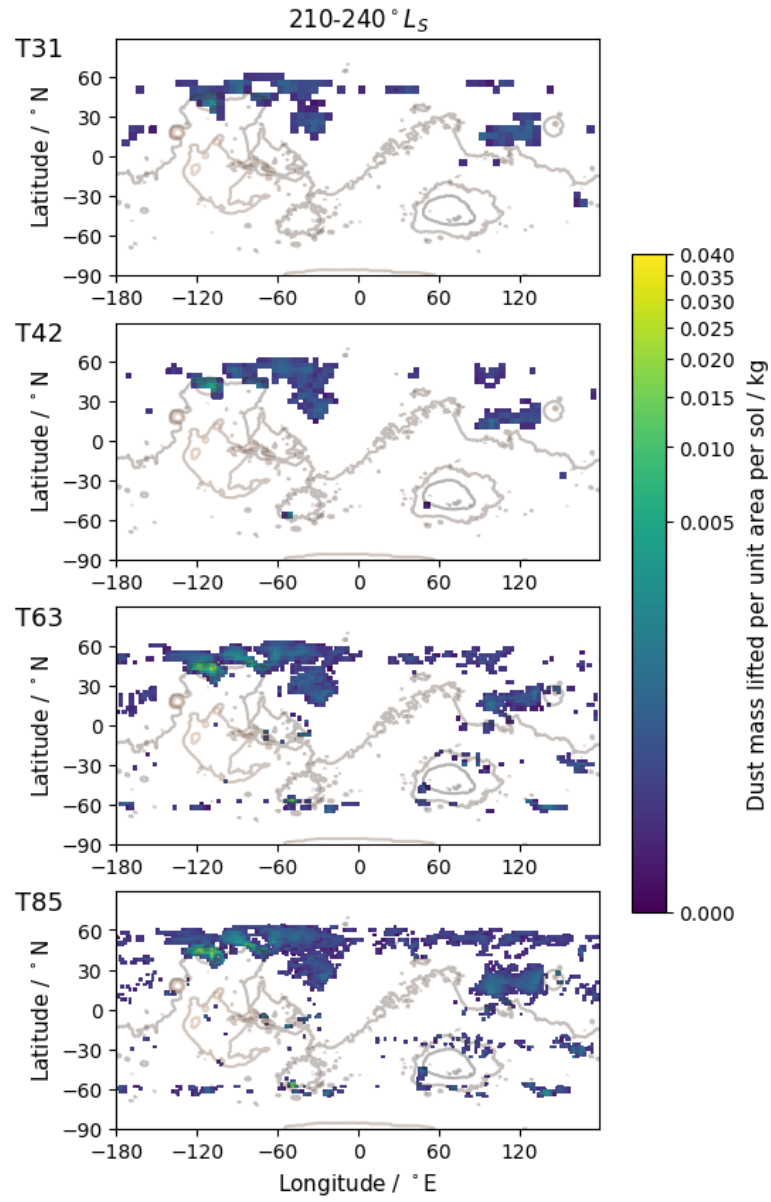 210-240°L_S
T31
60
30
0
−30
−60
−90
Latitude / °N
−180 −120 −60 0 60 120
T42
60
30
0
−30
−60
−90
Latitude / °N
−180 −120 −60 0 60 120
T63
60
30
0
−30
−60
−90
Latitude / °N
−180 −120 −60 0 60 120
T85
60
30
0
−30
−60
−90
Latitude / °N
−180 −120 −60 0 60 120
Longitude / °E
0.040
0.035
0.030
0.025
0.020
0.015
0.010
0.005
0.000
Dust mass lifted per unit area per sol / kg